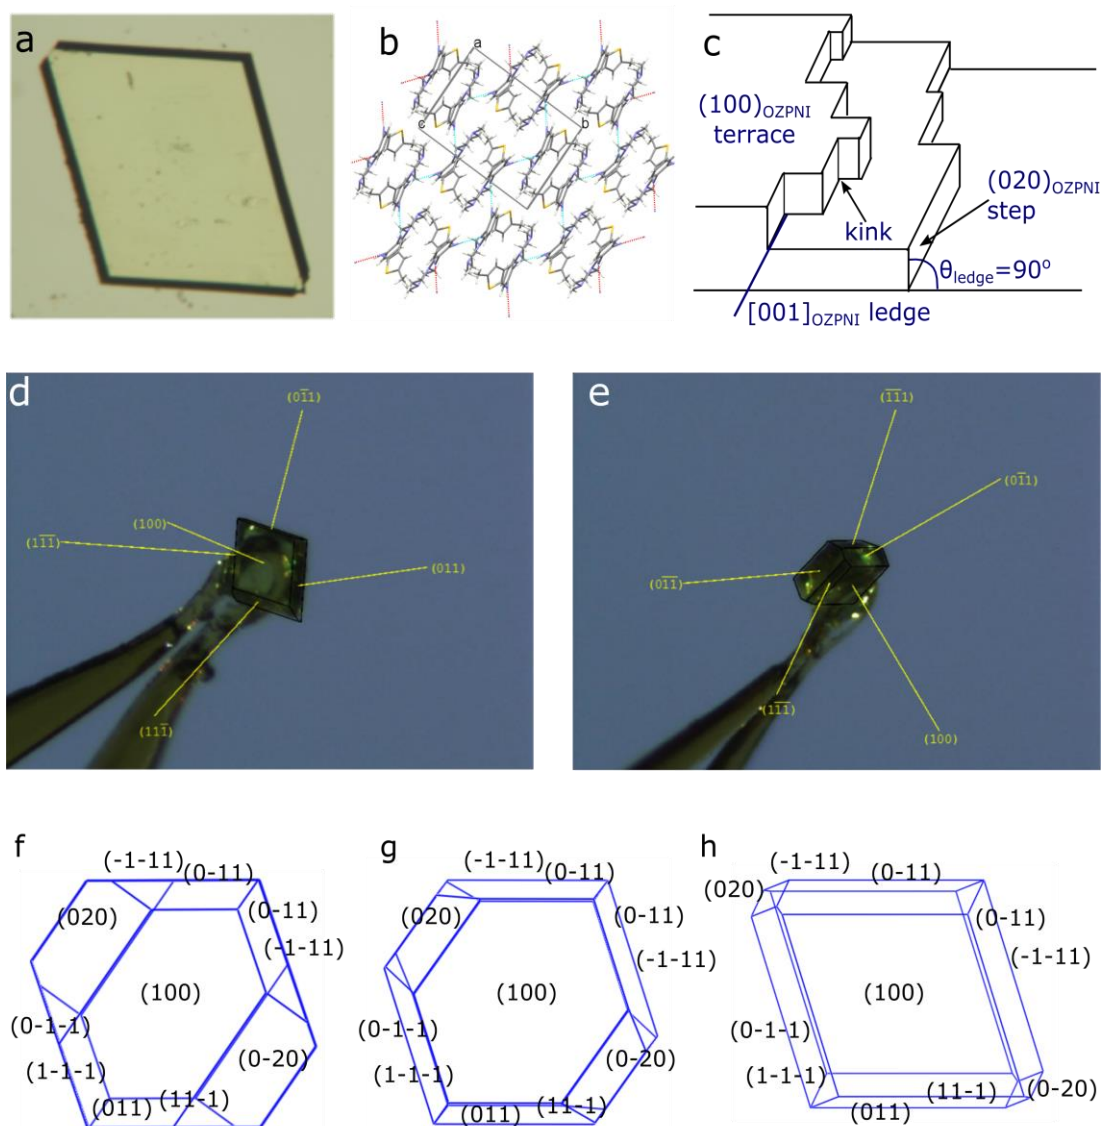 a
b
a
c
b
c
(100)OZPNI
terrace
(020)OZPNI
step
kink
θledge=90°
[001]OZPNI ledge
d
(01̅1)
(100)
(11̅1̅)
(011)
(111̅)
e
(1̅1̅1)
(01̅1)
(01̅1̅)
(11̅1̅)
(100)
f
(-1-11)
(0-11)
(020)
(0-11)
(-1-11)
(100)
(0-1-1)
(1-1-1)
(0-20)
(11-1)
(011)
g
(-1-11)
(0-11)
(020)
(0-11)
(-1-11)
(100)
(0-1-1)
(1-1-1)
(0-20)
(11-1)
(011)
h
(-1-11)
(0-11)
(020)
(0-11)
(-1-11)
(100)
(0-1-1)
(1-1-1)
(11-1)
(0-20)
(011)